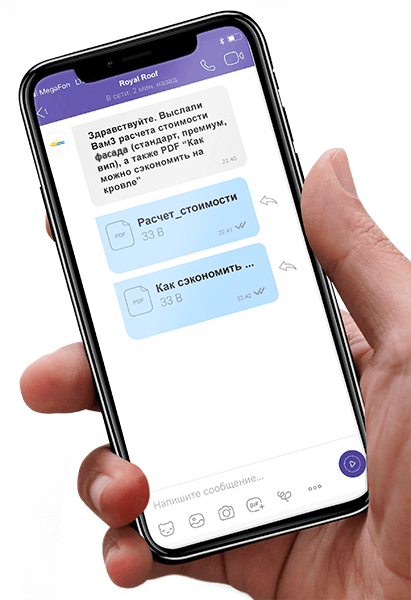 MegaFon
Royal Roof
1
В сети: 2 мин. назад
Здравствуйте. Выслали
Вам3 расчета стоимости
фасада (стандарт, премиум,
вип), а также PDF “Как
можно сэкономить на
кровле”
22.40
PDF
Расчет_стоимости
33 B
22:41
PDF
Как сэкономить ...
33 B
22:42
Напишите сообщение...
GIF+